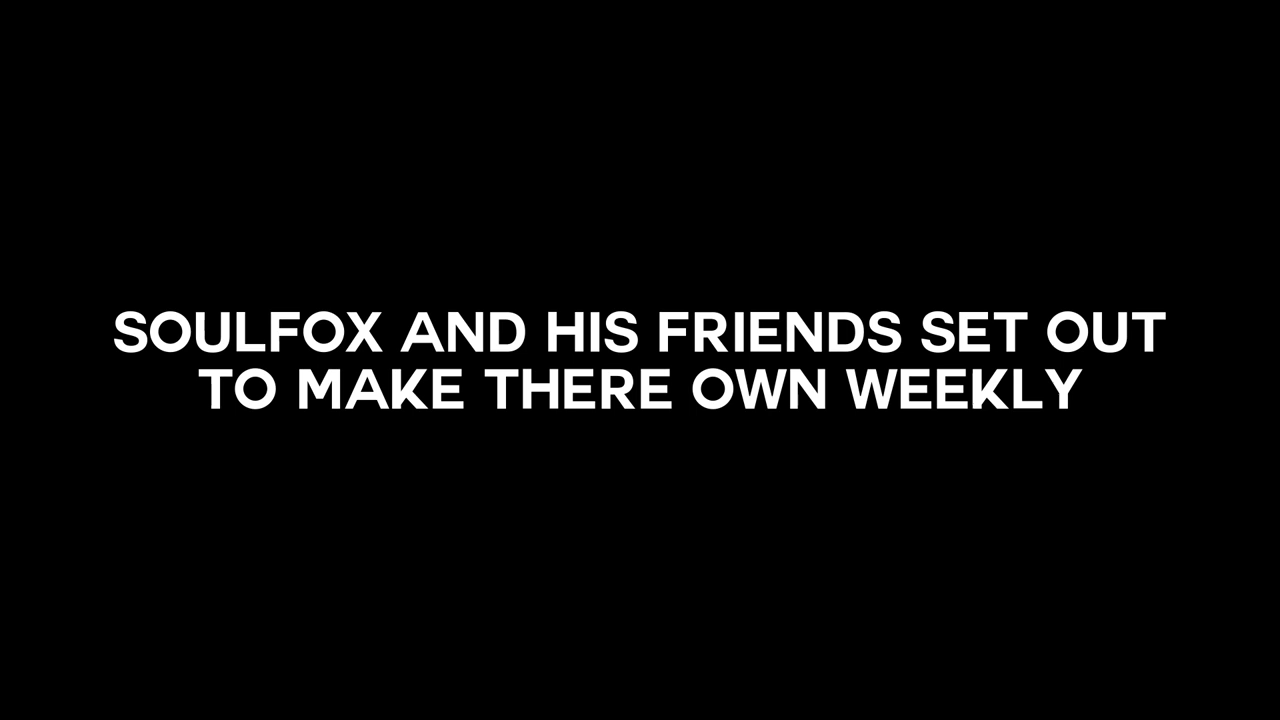 SOULFOX AND HIS FRIENDS SET OUT
TO MAKE THERE OWN WEEKLY